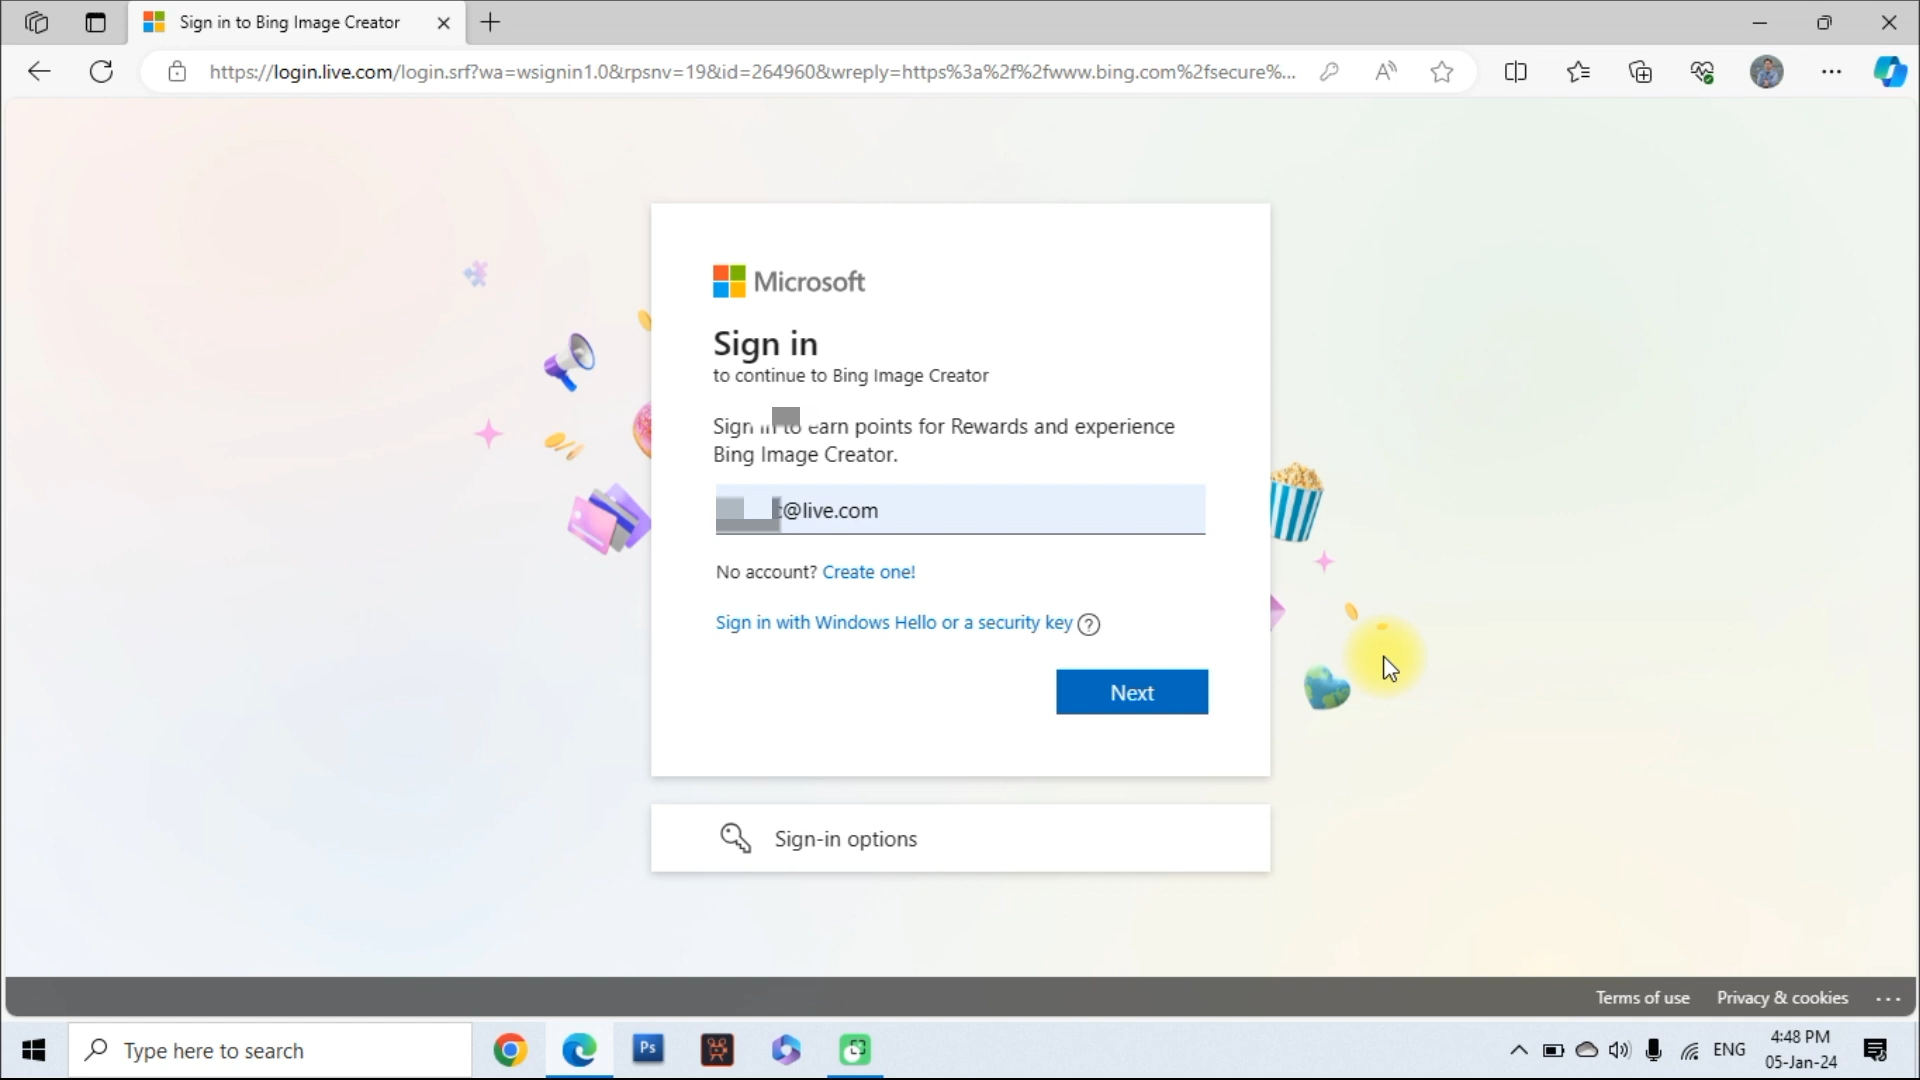 Sign in to Bing Image Creator
https://login.live.com/login.srf?wa=wsignin1.0&rpsnv=19&id=264960&wreply=https%3a%2f%2fwww.bing.com%2fsecure%...
Microsoft
Sign in
to continue to Bing Image Creator
Sign in to earn points for Rewards and experience
Bing Image Creator.
@live.com
No account? Create one!
Sign in with Windows Hello or a security key ?
Next
Sign-in options
Terms of use Privacy & cookies ...
Type here to search
Ps
ENG
4:48 PM
05-Jan-24